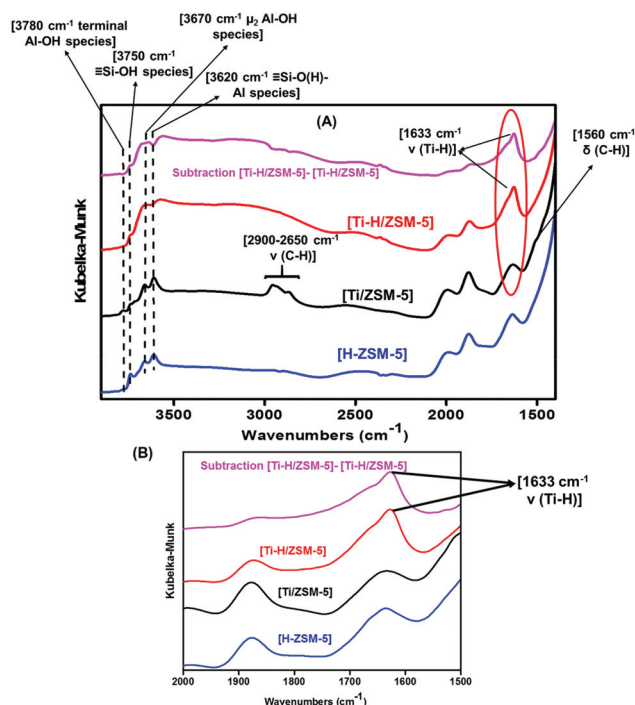 [3780 cm-1 terminal
Al-OH species]
[3750 cm-1
≡Si-OH species]
[3670 cm-1 µ2 Al-OH
species]
[3620 cm-1 ≡Si-O(H)-
Al species]
(A)
[1633 cm-1
ν (Ti-H)]
[1560 cm-1
δ (C-H)]
Subtraction [Ti-H/ZSM-5]- [Ti-H/ZSM-5]
[Ti-H/ZSM-5]
[2900-2650 cm-1
ν (C-H)]
[Ti/ZSM-5]
[H-ZSM-5]
Kubelka-Munk
3500 3000 2500 2000 1500
Wavenumbers (cm-1)
(B)
Subtraction [Ti-H/ZSM-5]- [Ti-H/ZSM-5]
[1633 cm-1
ν (Ti-H)]
[Ti-H/ZSM-5]
[Ti/ZSM-5]
[H-ZSM-5]
Kubelka-Munk
2000 1900 1800 1700 1600 1500
Wavenumbers (cm-1)